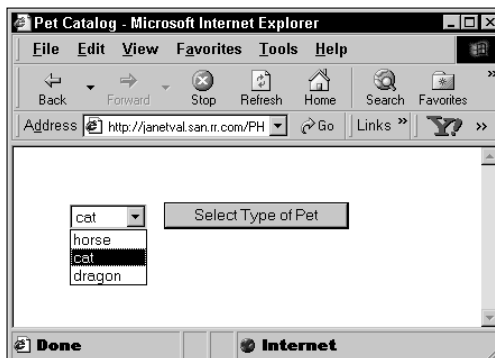 Pet Catalog - Microsoft Internet Explorer
File Edit View Favorites Tools Help
Back Forward Stop Refresh Home Search Favorites »
Address http://janetval.san.rr.com/PH Go Links » Y! »
cat Select Type of Pet
horse
cat
dragon
Done Internet